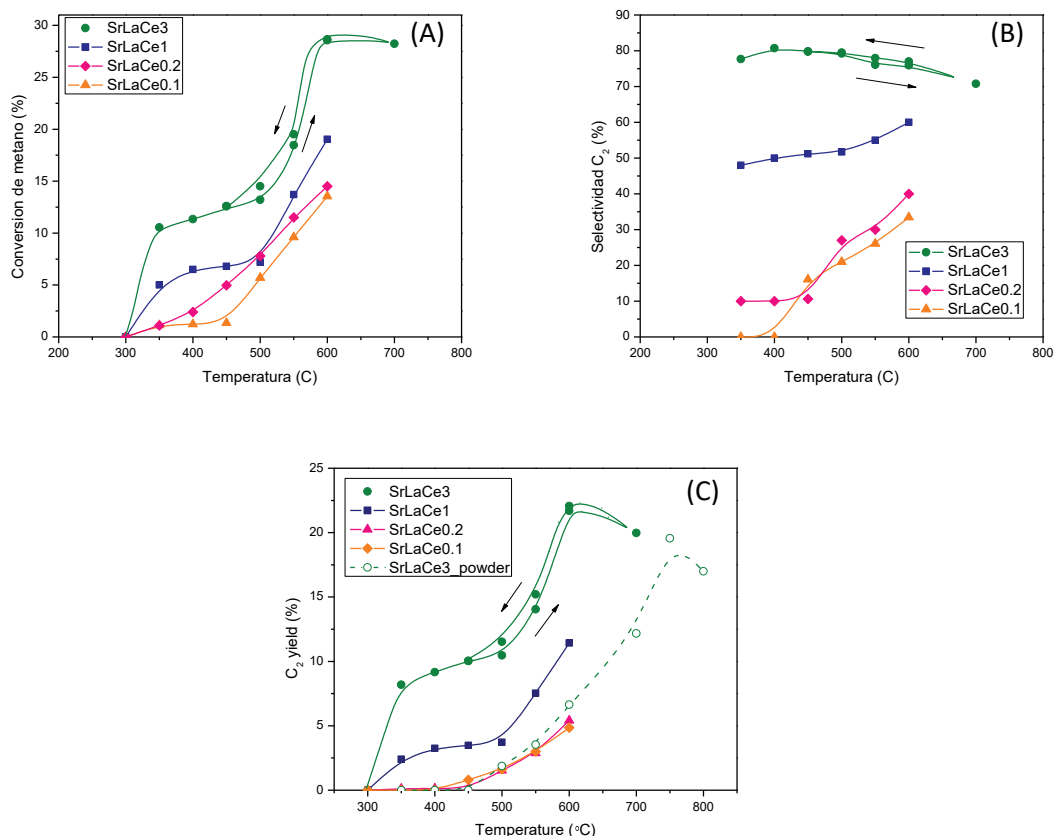 (A)
SrLaCe3
SrLaCe1
SrLaCe0.2
SrLaCe0.1
Conversion de metano (%)
30
25
20
15
10
5
0
200 300 400 500 600 700 800
Temperatura (C)
(B)
Selectividad C₂ (%)
90
80
70
60
50
40
30
20
10
0
SrLaCe3
SrLaCe1
SrLaCe0.2
SrLaCe0.1
200 300 400 500 600 700 800
Temperatura (C)
(C)
SrLaCe3
SrLaCe1
SrLaCe0.2
SrLaCe0.1
SrLaCe3_powder
C₂ yield (%)
25
20
15
10
5
0
300 400 500 600 700 800
Temperature (°C)